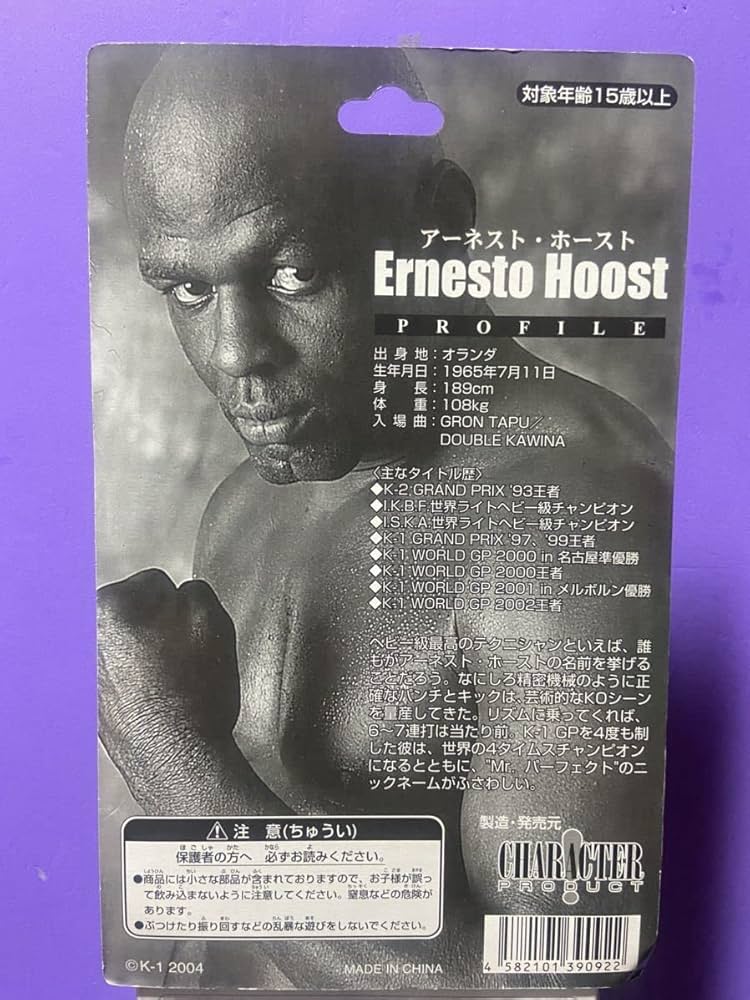 対象年齢15歳以上
アーネスト・ホースト
Ernesto Hoost
PROFILE
出身地：オランダ
生年月日：1965年7月11日
身　長：189cm
体　重：108kg
入場曲：GRON TAPU／
DOUBLE KAWINA
〈主なタイトル歴〉
◆K-2 GRAND PRIX '93王者
◆I.K.B.F.世界ライトヘビー級チャンピオン
◆I.S.K.A.世界ライトヘビー級チャンピオン
◆K-1 GRAND PRIX '97、'99王者
◆K-1 WORLD GP 2000 in 名古屋準優勝
◆K-1 WORLD GP 2000王者
◆K-1 WORLD GP 2001 in メルボルン優勝
◆K-1 WORLD GP 2002王者
ヘビー級最高のテクニシャンといえば、誰
もがアーネスト・ホーストの名前を挙げる
ことだろう。なにしろ精密機械のように正
確なパンチとキックは、芸術的なKOシーン
を量産してきた。リズムに乗ってくれば、
6〜7連打は当たり前。K-1 GPを4度も制
した彼は、世界の4タイムスチャンピオン
になるとともに、"Mr. パーフェクト"のニ
ックネームがふさわしい。
⚠注　意(ちゅうい)
保護者の方へ　必ずお読みください。
●商品には小さな部品が含まれておりますので、お子様が誤っ
て飲み込まないように注意してください。窒息などの危険が
あります。
●ぶつけたり振り回すなどの乱暴な遊びをしないでください。
製造・発売元
CHARACTER
PRODUCT
©K-1 2004
MADE IN CHINA
4 582101 390922